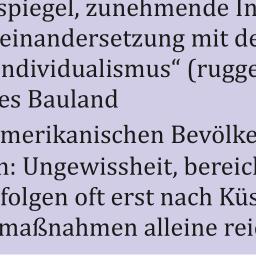 spiegel, zunehmende In
einandersetzung mit de
ndividualismus“ (rugge
es Bauland
merikanischen Bevölke
n: Ungewissheit, bereich
folgen oft erst nach Küs
maßnahmen alleine rei